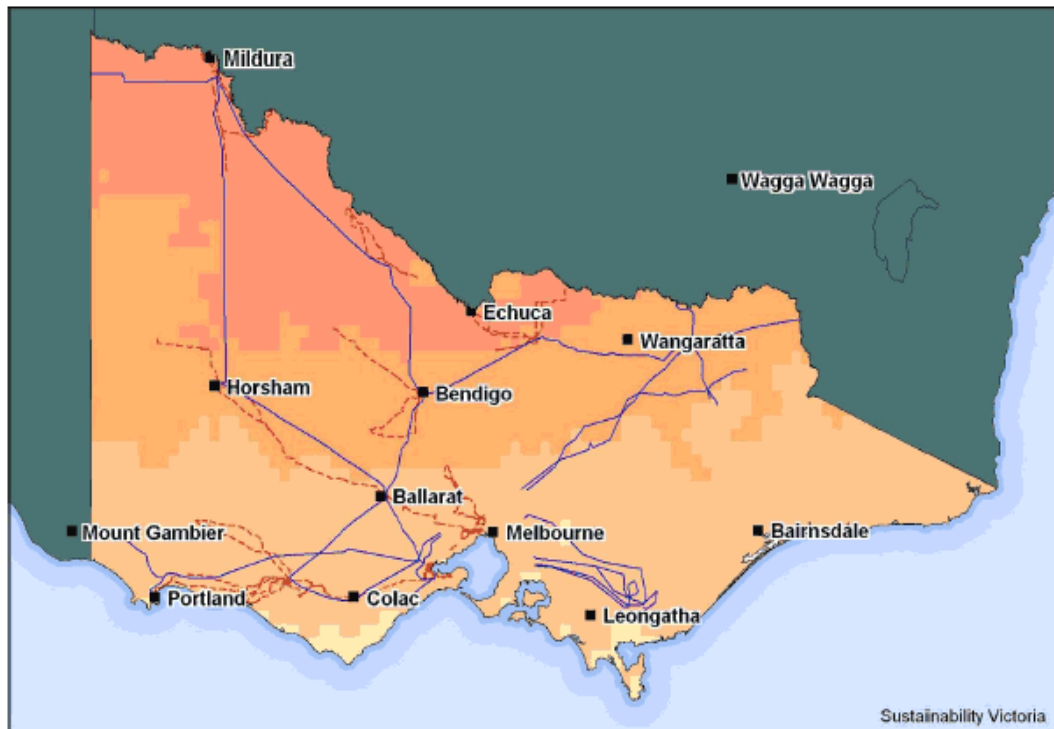 Mildura
Wagga Wagga
Echuca
Wangaratta
Horsham
Bendigo
Ballarat
Mount Gambier
Melbourne
Bairnsdale
Portland
Colac
Leongatha
Sustainability Victoria